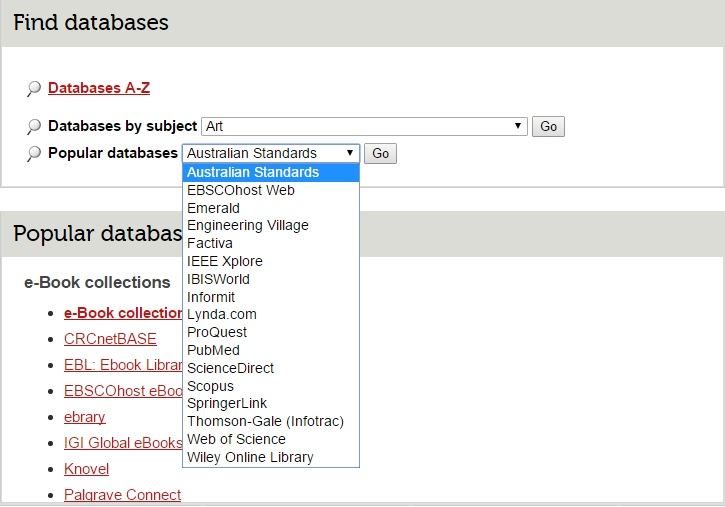 Find databases
Databases A-Z
Databases by subject Art Go
Popular databases Australian Standards Go
Australian Standards
EBSCOhost Web
Emerald
Engineering Village
Factiva
IEEE Xplore
IBISWorld
Informit
Lynda.com
ProQuest
PubMed
ScienceDirect
Scopus
SpringerLink
Thomson-Gale (Infotrac)
Web of Science
Wiley Online Library
Popular databas
e-Book collections
e-Book collection
CRCnetBASE
EBL: Ebook Librar
EBSCOhost eBoo
ebrary
IGI Global eBooks
Knovel
Palgrave Connect